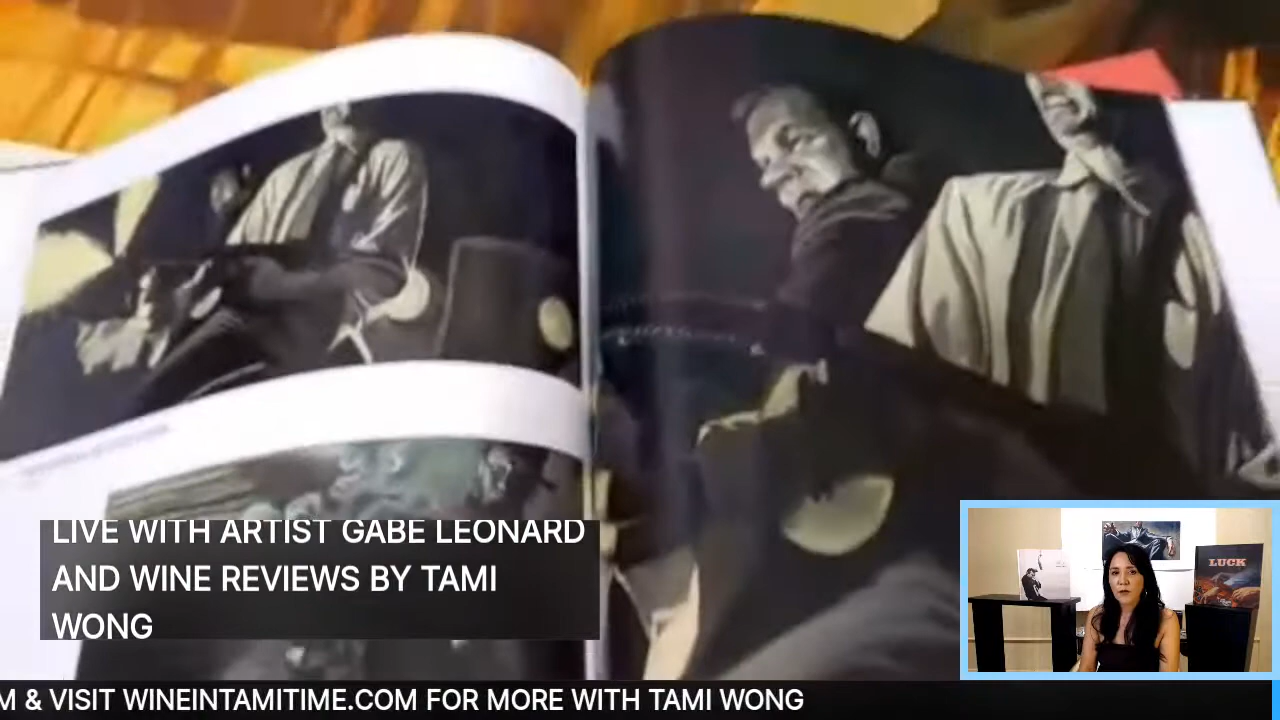 LUCK
LIVE WITH ARTIST GABE LEONARD
AND WINE REVIEWS BY TAMI
WONG
M & VISIT WINEINTAMITIME.COM FOR MORE WITH TAMI WONG